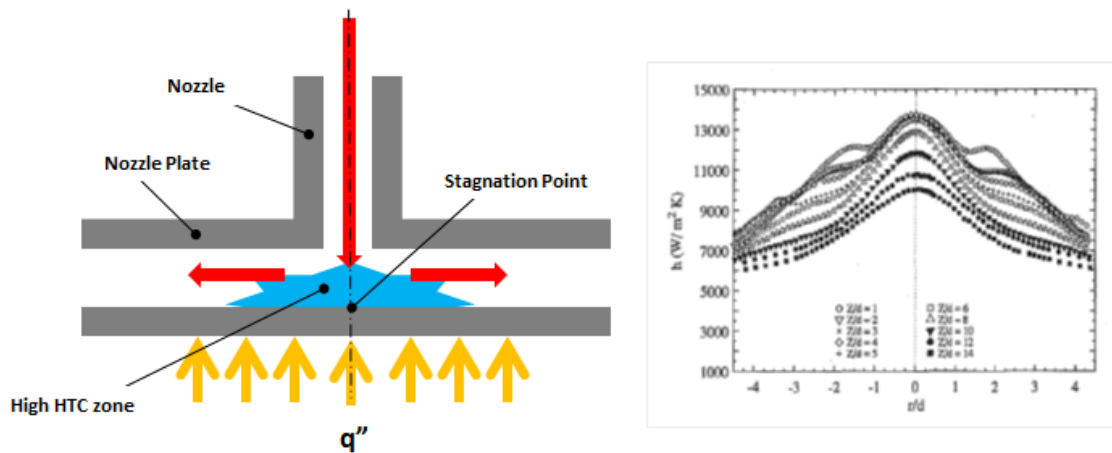 Nozzle
Nozzle Plate
Stagnation Point
High HTC zone
q”
15000
13000
11000
9000
7000
5000
3000
1000
h (W/ m² K)
-4 -3 -2 -1 0 1 2 3 4
r/d
Z/d = 1
Z/d = 2
Z/d = 3
Z/d = 4
Z/d = 5
Z/d = 6
Z/d = 8
Z/d = 10
Z/d = 12
Z/d = 14